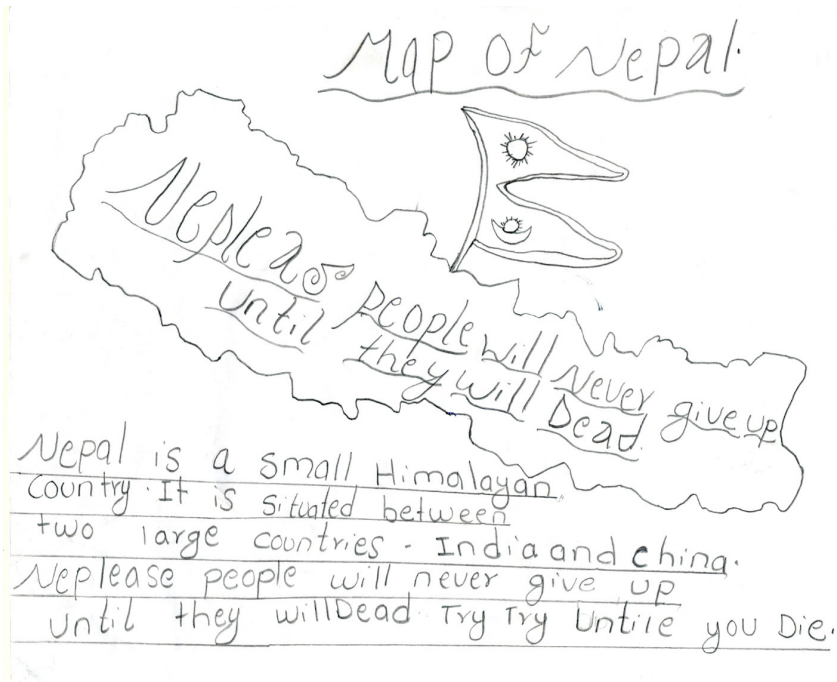 Map of Nepal.
Nepleas people will Never give up
until they will Dead.
Nepal is a small Himalayan
country. It is situated between
two large countries - India and china.
Neplease people will never give up
until they will Dead. Try Try Untile you Die.